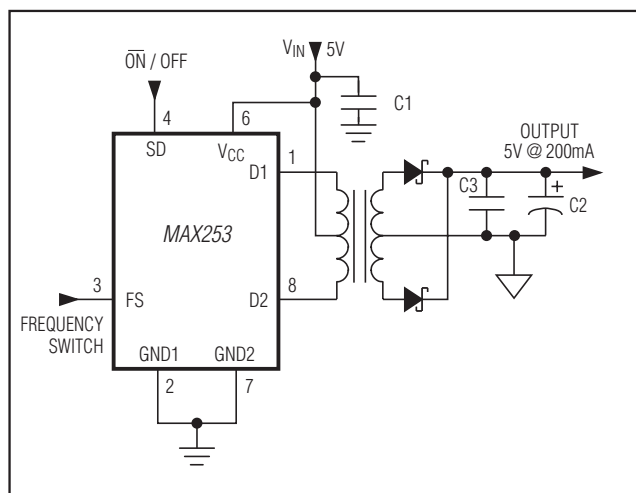 VIN 5V
ON / OFF
4
6
C1
SD
VCC
1
D1
OUTPUT
5V @ 200mA
C3
+
C2
MAX253
3
FS
8
D2
FREQUENCY
SWITCH
GND1
GND2
2
7